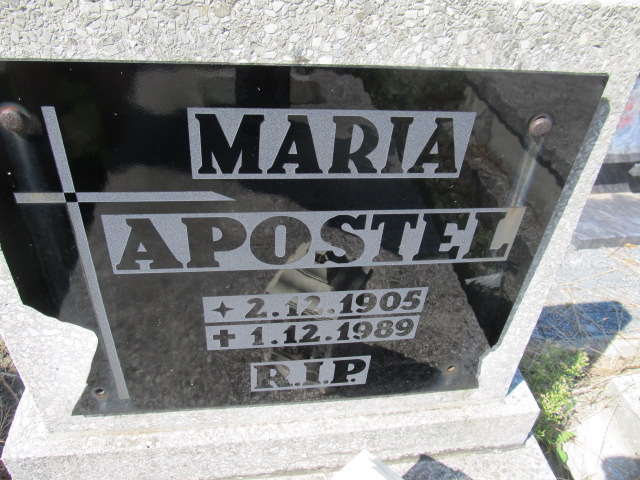 MARIA
APOSTEL
✦ 2.12.1905
✝ 1.12.1989
R.I.P.